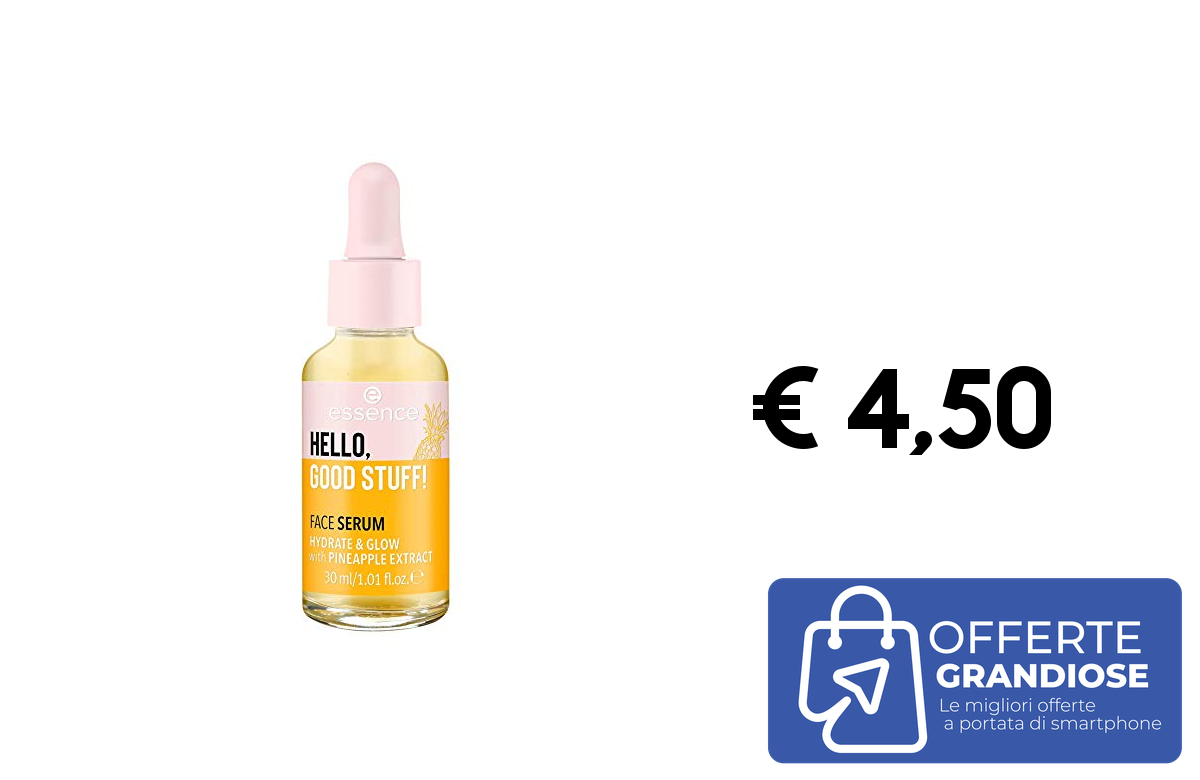 essence
HELLO,
GOOD STUFF!
FACE SERUM
HYDRATE & GLOW
with PINEAPPLE EXTRACT
30 ml/1.01 fl.oz. ℮
€ 4,50
OFFERTE
GRANDIOSE
Le migliori offerte
a portata di smartphone